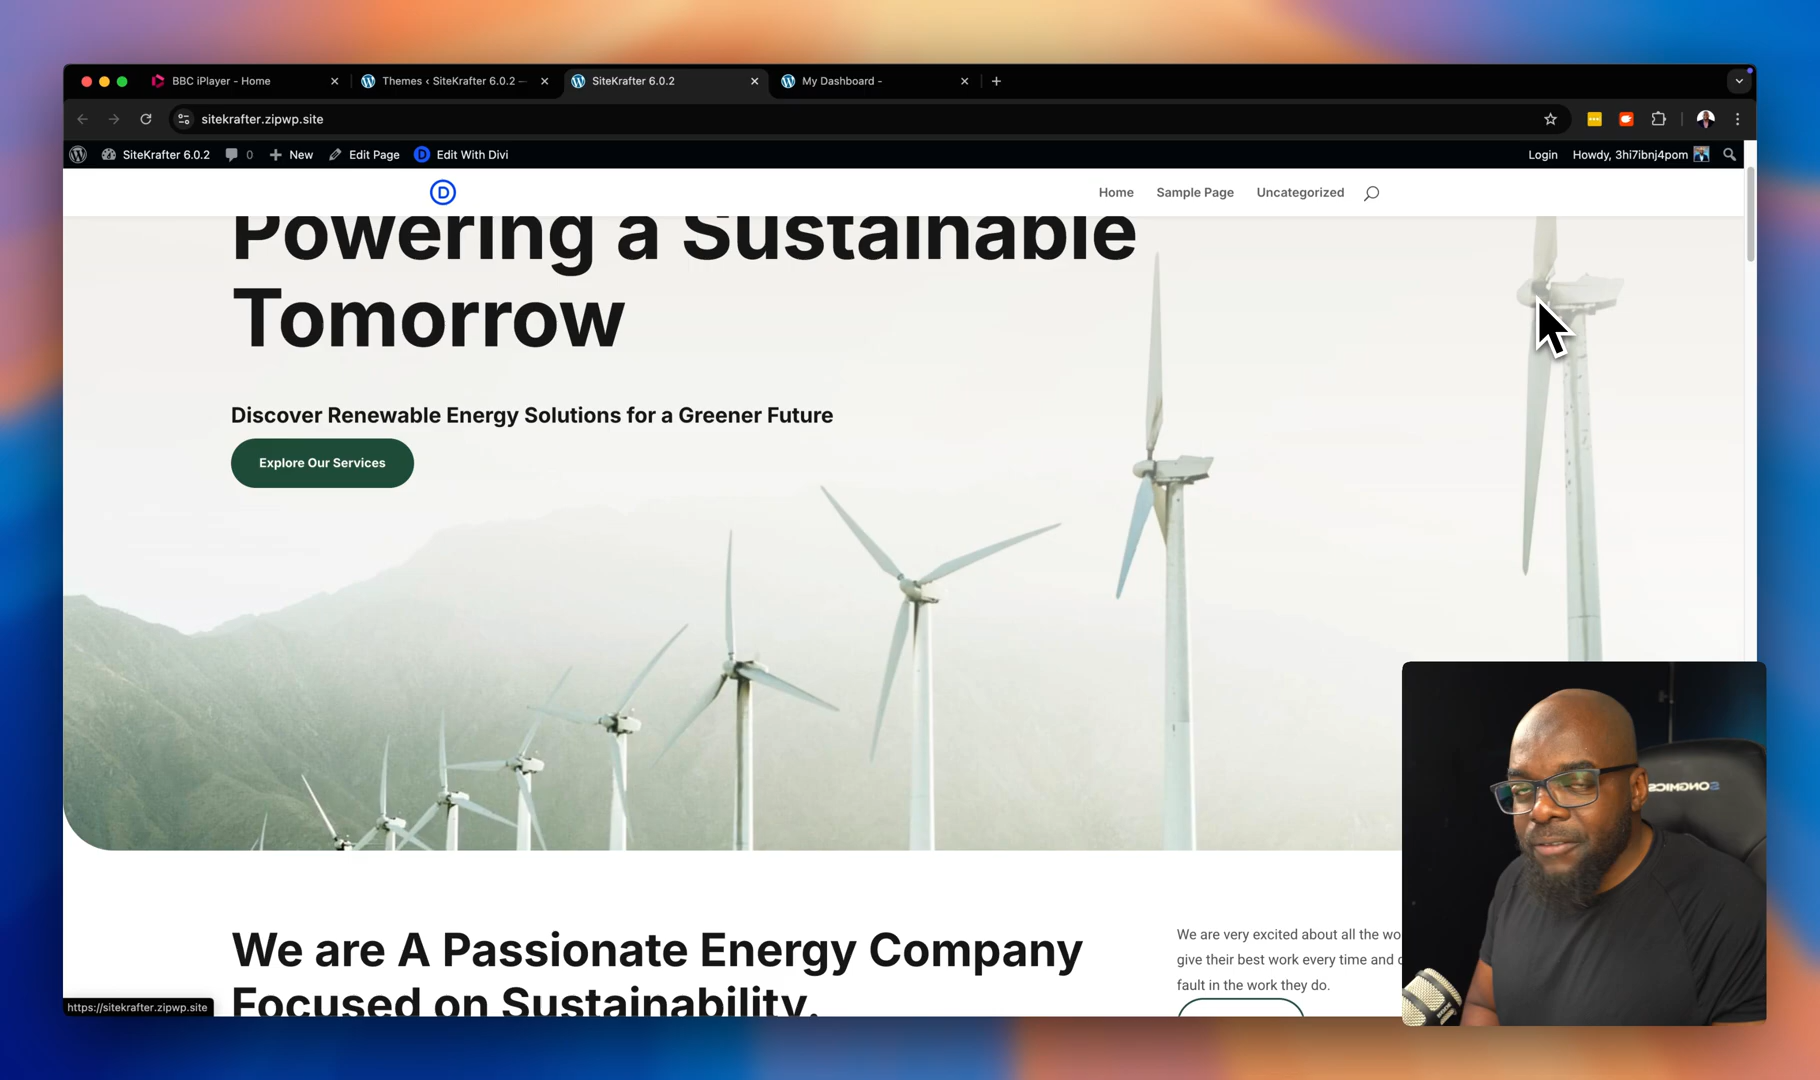 BBC iPlayer - Home
Themes ‹ SiteKrafter 6.0.2 —
SiteKrafter 6.0.2
My Dashboard -
sitekrafter.zipwp.site
SiteKrafter 6.0.2
0
New
Edit Page
D
Edit With Divi
Login
Howdy, 3hi7ibnj4pom
D
Home
Sample Page
Uncategorized
Powering a Sustainable
Tomorrow
Discover Renewable Energy Solutions for a Greener Future
Explore Our Services
SONGMICS
We are A Passionate Energy Company
Focused on Sustainability.
We are very excited about all the wo
give their best work every time and
fault in the work they do.
https://sitekrafter.zipwp.site